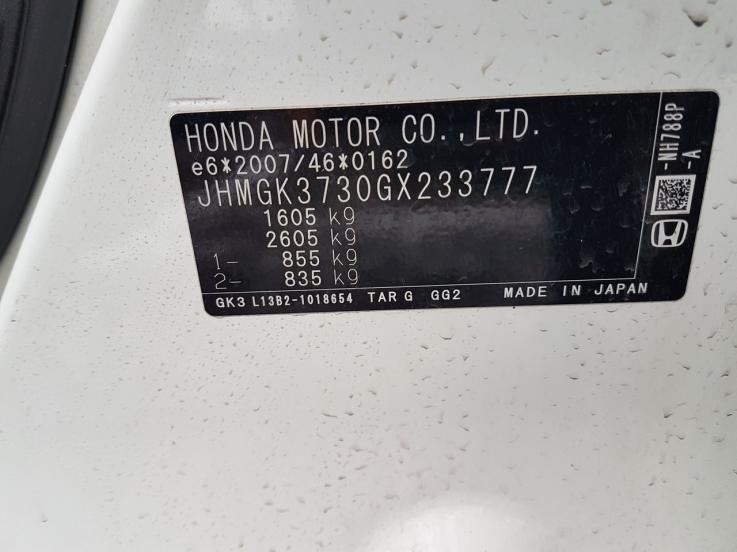 HONDA MOTOR CO.,LTD.
e6*2007/46*0162
JHMGK3730GX233777
1605 kg
2605 kg
1- 855 kg
2- 835 kg
GK3 L13B2-1018654 TAR G GG2 MADE IN JAPAN
-NH788P
-A